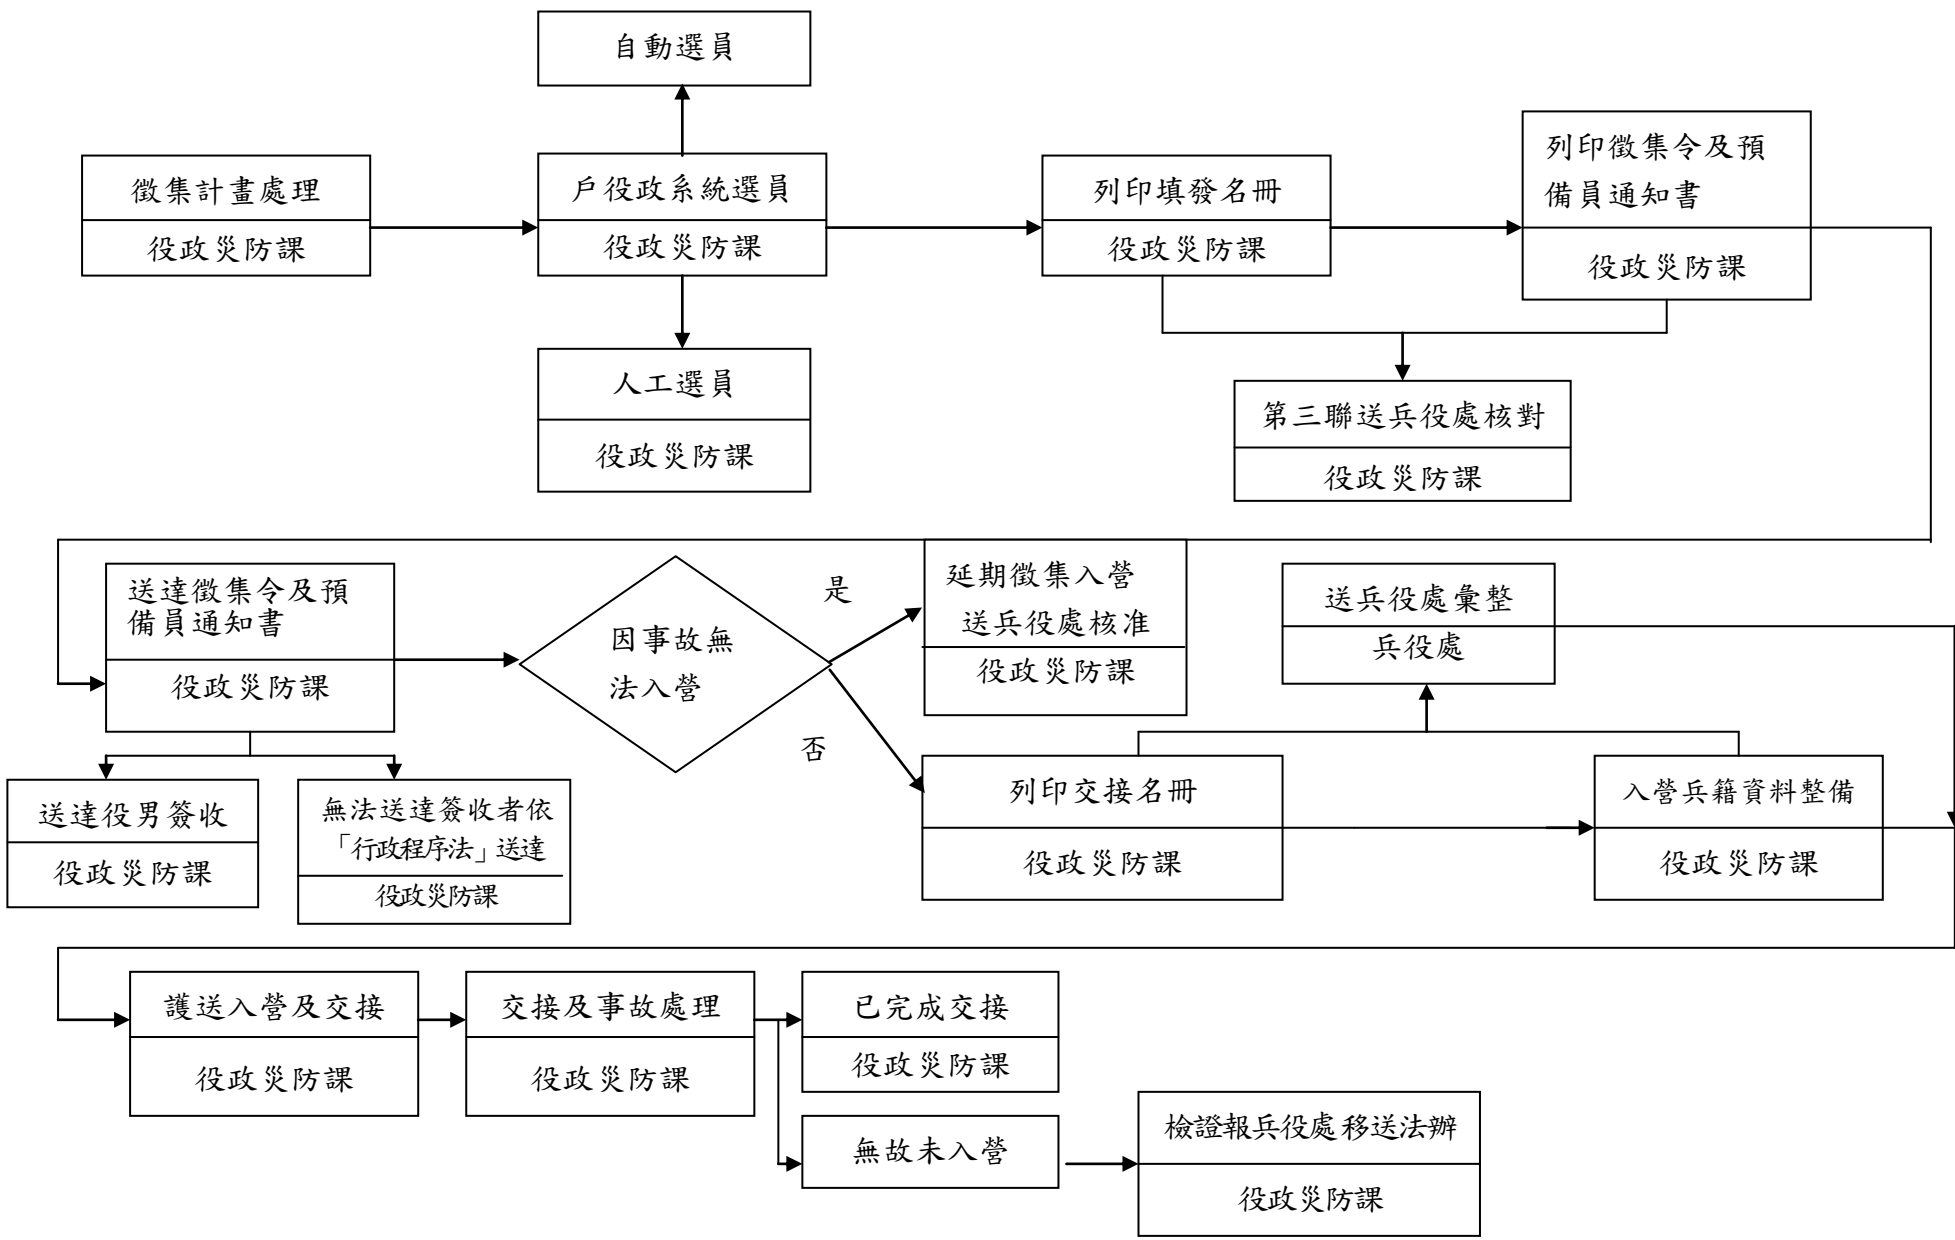 自動選員
徵集計畫處理
役政災防課
戶役政系統選員
役政災防課
列印填發名冊
役政災防課
列印徵集令及預
備員通知書
役政災防課
人工選員
役政災防課
第三聯送兵役處核對
役政災防課
送達徵集令及預
備員通知書
役政災防課
因事故無
法入營
是
否
延期徵集入營
送兵役處核准
役政災防課
送兵役處彙整
兵役處
送達役男簽收
役政災防課
無法送達簽收者依
「行政程序法」送達
役政災防課
列印交接名冊
役政災防課
入營兵籍資料整備
役政災防課
護送入營及交接
役政災防課
交接及事故處理
役政災防課
已完成交接
役政災防課
無故未入營
檢證報兵役處移送法辦
役政災防課